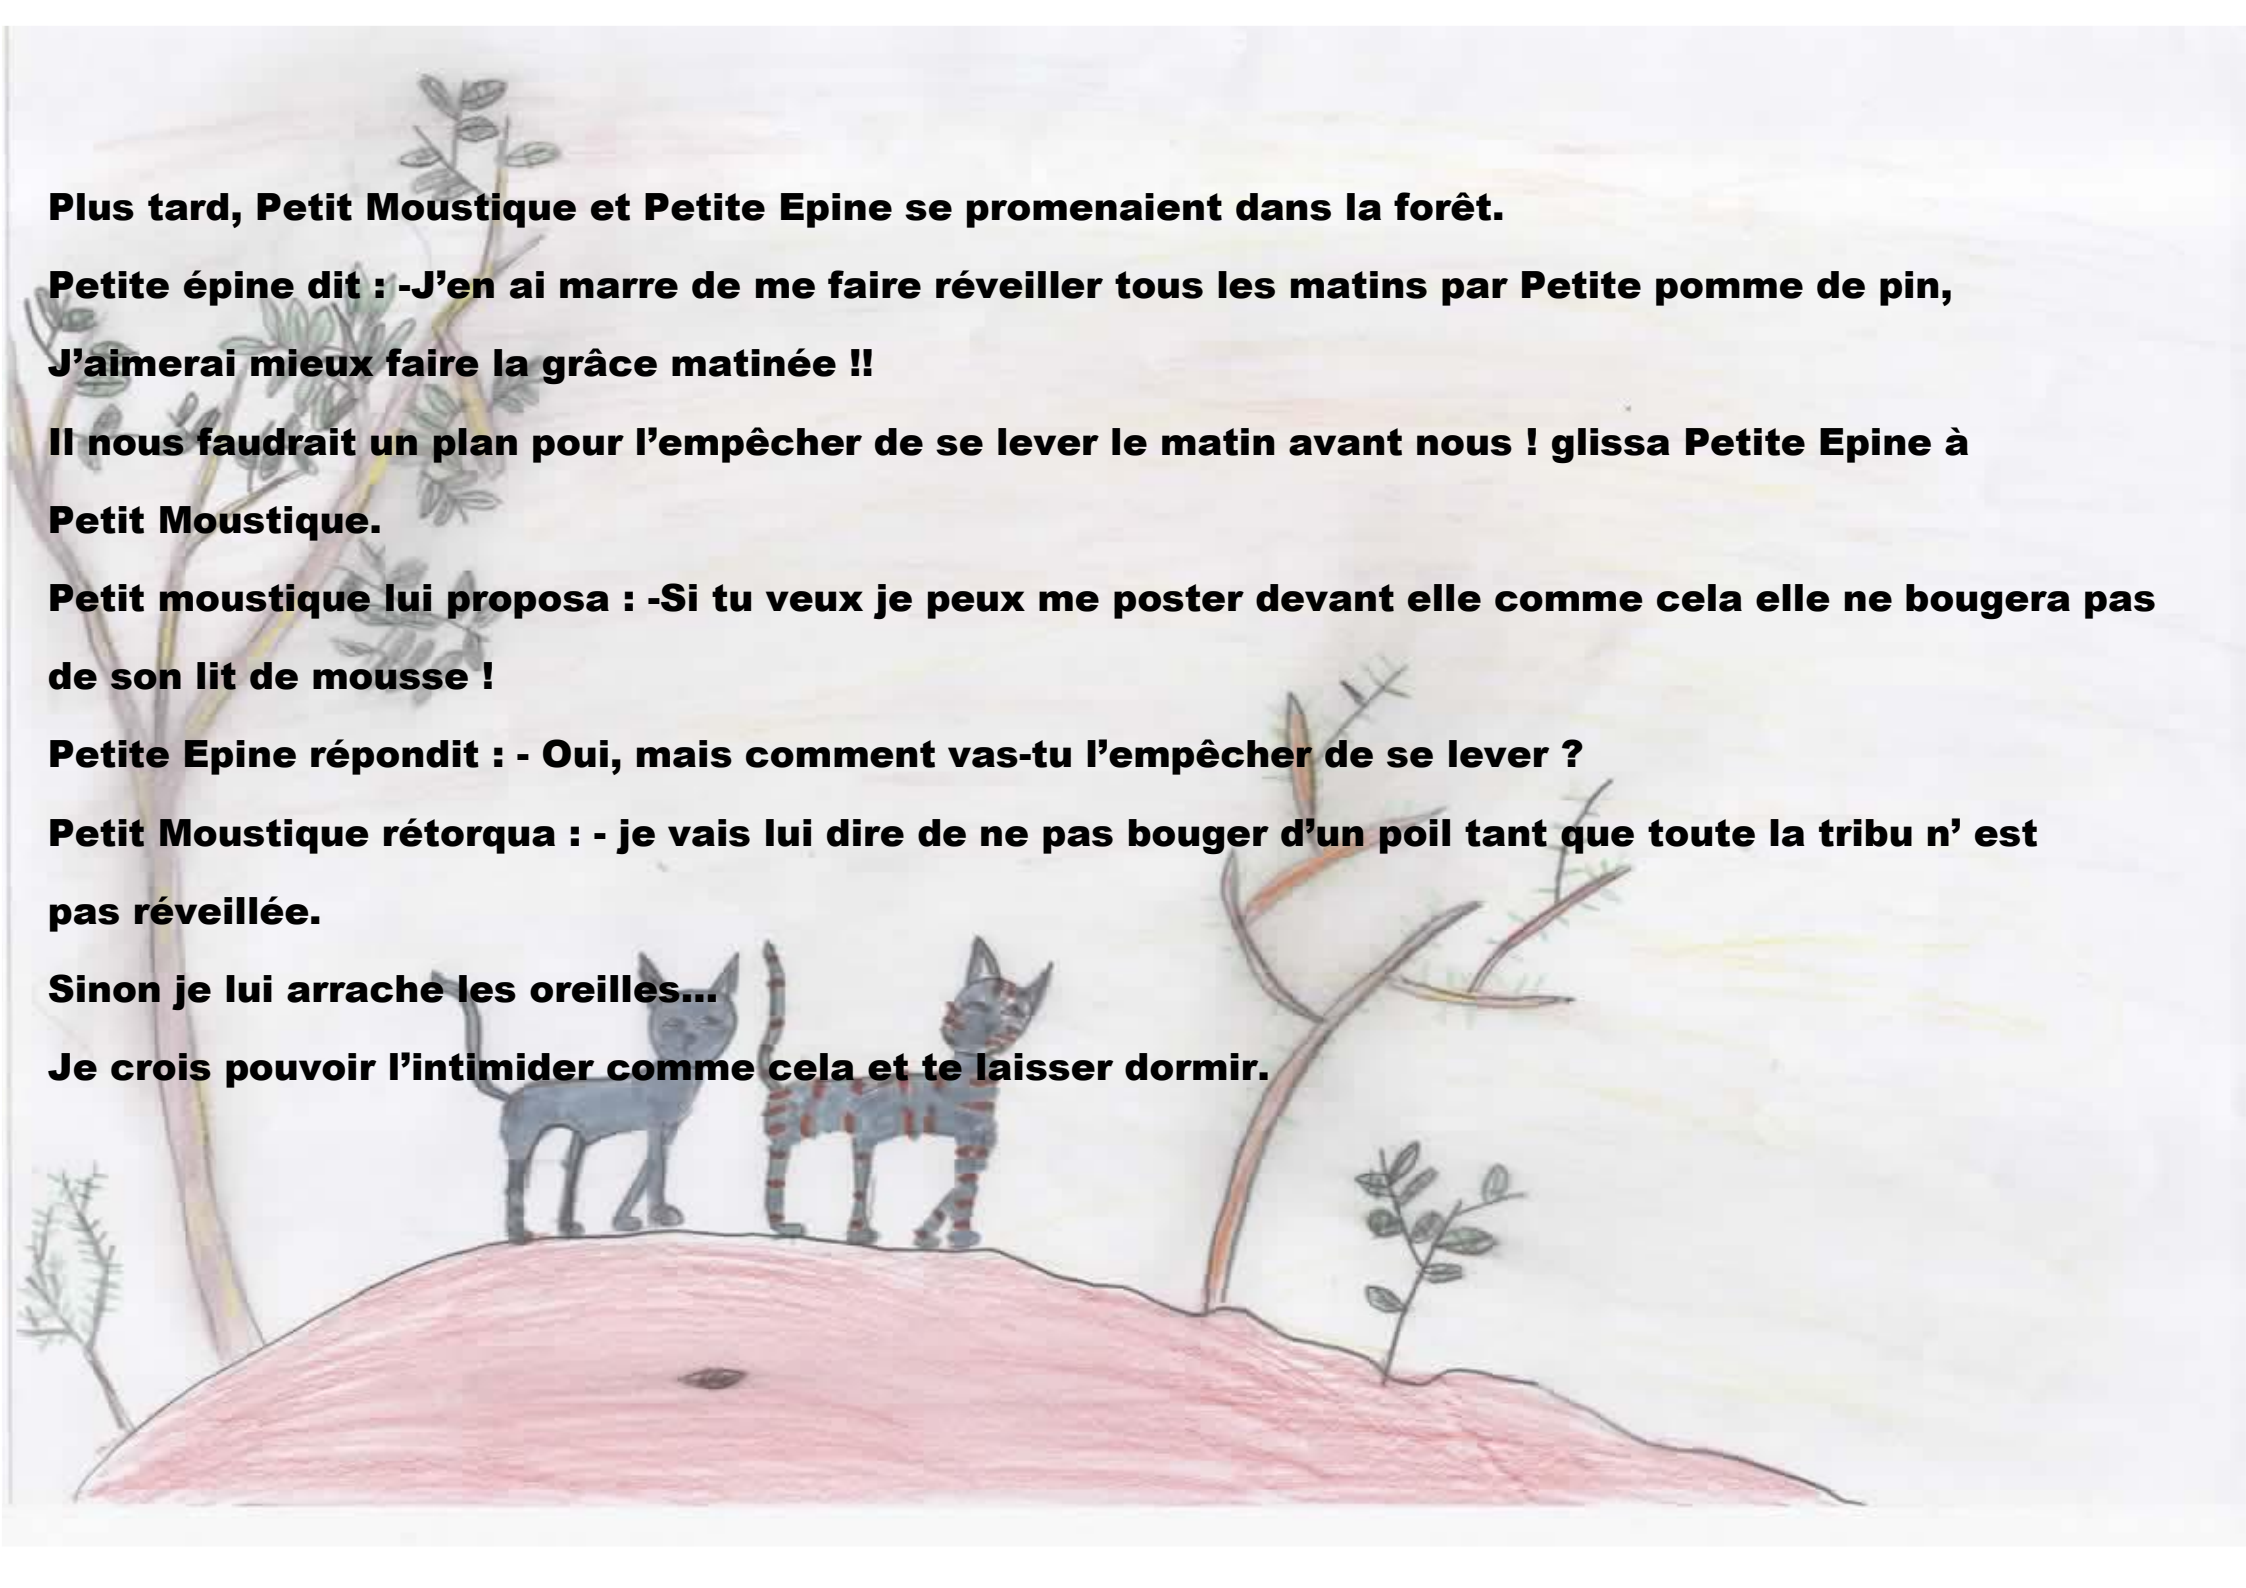 Plus tard, Petit Moustique et Petite Epine se promenaient dans la forêt.
Petite épine dit : -J’en ai marre de me faire réveiller tous les matins par Petite pomme de pin,
J’aimerai mieux faire la grâce matinée !!
Il nous faudrait un plan pour l’empêcher de se lever le matin avant nous ! glissa Petite Epine à
Petit Moustique.
Petit moustique lui proposa : -Si tu veux je peux me poster devant elle comme cela elle ne bougera pas
de son lit de mousse !
Petite Epine répondit : - Oui, mais comment vas-tu l’empêcher de se lever ?
Petit Moustique rétorqua : - je vais lui dire de ne pas bouger d’un poil tant que toute la tribu n’ est
pas réveillée.
Sinon je lui arrache les oreilles…
Je crois pouvoir l’intimider comme cela et te laisser dormir.